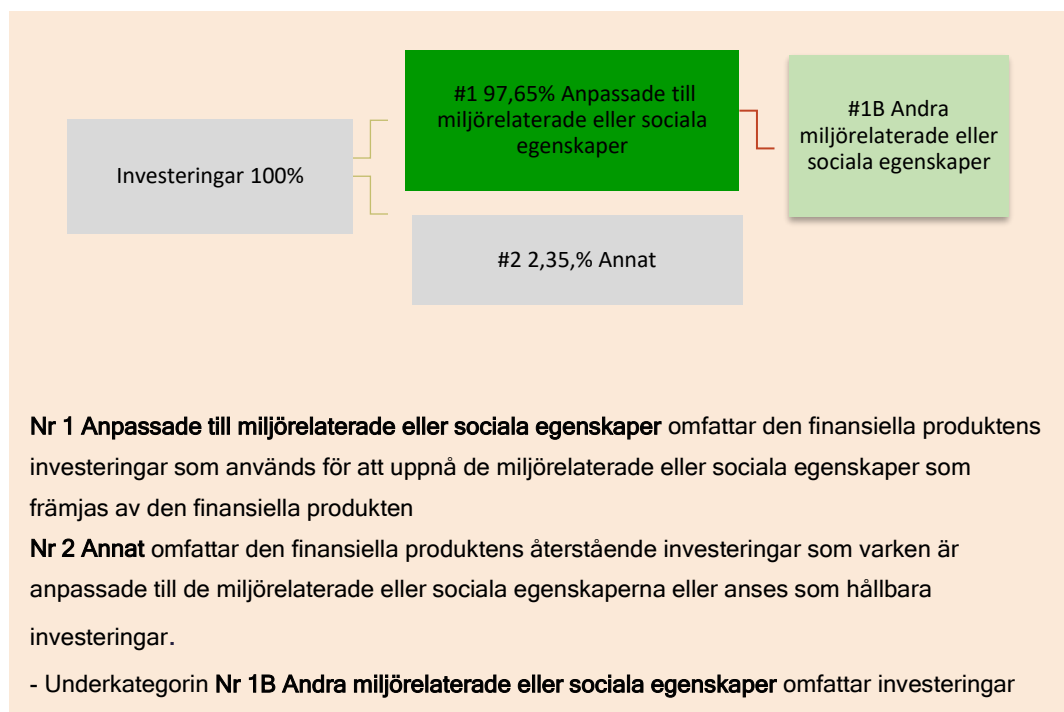 #1 97,65% Anpassade till
miljörelaterade eller sociala
egenskaper
#1B Andra
miljörelaterade eller
sociala egenskaper
Investeringar 100%
#2 2,35,% Annat
Nr 1 Anpassade till miljörelaterade eller sociala egenskaper omfattar den finansiella produktens
investeringar som används för att uppnå de miljörelaterade eller sociala egenskaper som
främjas av den finansiella produkten
Nr 2 Annat omfattar den finansiella produktens återstående investeringar som varken är
anpassade till de miljörelaterade eller sociala egenskaperna eller anses som hållbara
investeringar.
- Underkategorin Nr 1B Andra miljörelaterade eller sociala egenskaper omfattar investeringar